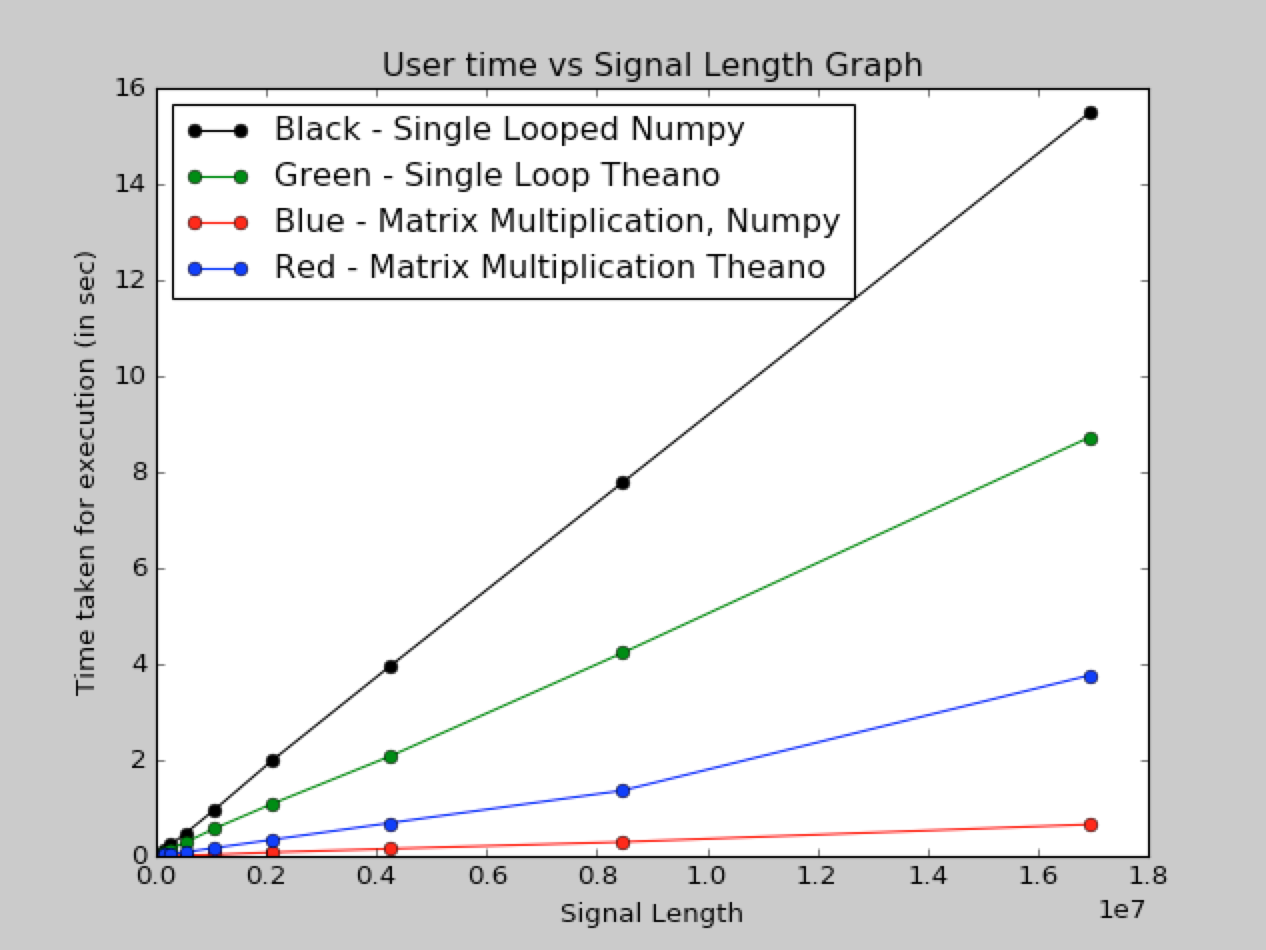 User time vs Signal Length Graph
16
14
12
10
8
6
4
2
0
Time taken for execution (in sec)
Black - Single Looped Numpy
Green - Single Loop Theano
Blue - Matrix Multiplication, Numpy
Red - Matrix Multiplication Theano
0.0 0.2 0.4 0.6 0.8 1.0 1.2 1.4 1.6 1.8
1e7
Signal Length